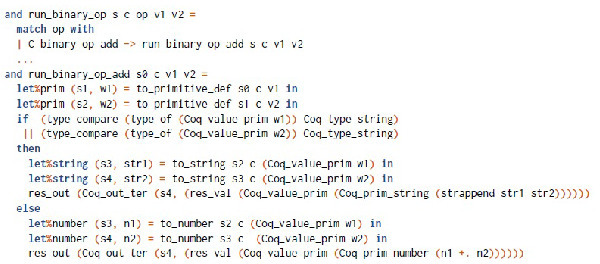 and run_binary_op s c op v1 v2 =
match op with
| C_binary_op_add -> run_binary_op_add s c v1 v2
...
and run_binary_op_add s0 c v1 v2 =
let%prim (s1, w1) = to_primitive_def s0 c v1 in
let%prim (s2, w2) = to_primitive_def s1 c v2 in
if (type_compare (type_of (Coq_value_prim w1)) Coq_type_string)
|| (type_compare (type_of (Coq_value_prim w2)) Coq_type_string)
then
let%string (s3, str1) = to_string s2 c (Coq_value_prim w1) in
let%string (s4, str2) = to_string s3 c (Coq_value_prim w2) in
res_out (Coq_out_ter (s4, (res_val (Coq_value_prim (Coq_prim_string (strappend str1 str2))))))
else
let%number (s3, n1) = to_number s2 c (Coq_value_prim w1) in
let%number (s4, n2) = to_number s3 c (Coq_value_prim w2) in
res_out (Coq_out_ter (s4, (res_val (Coq_value_prim (Coq_prim_number (n1 +. n2))))))